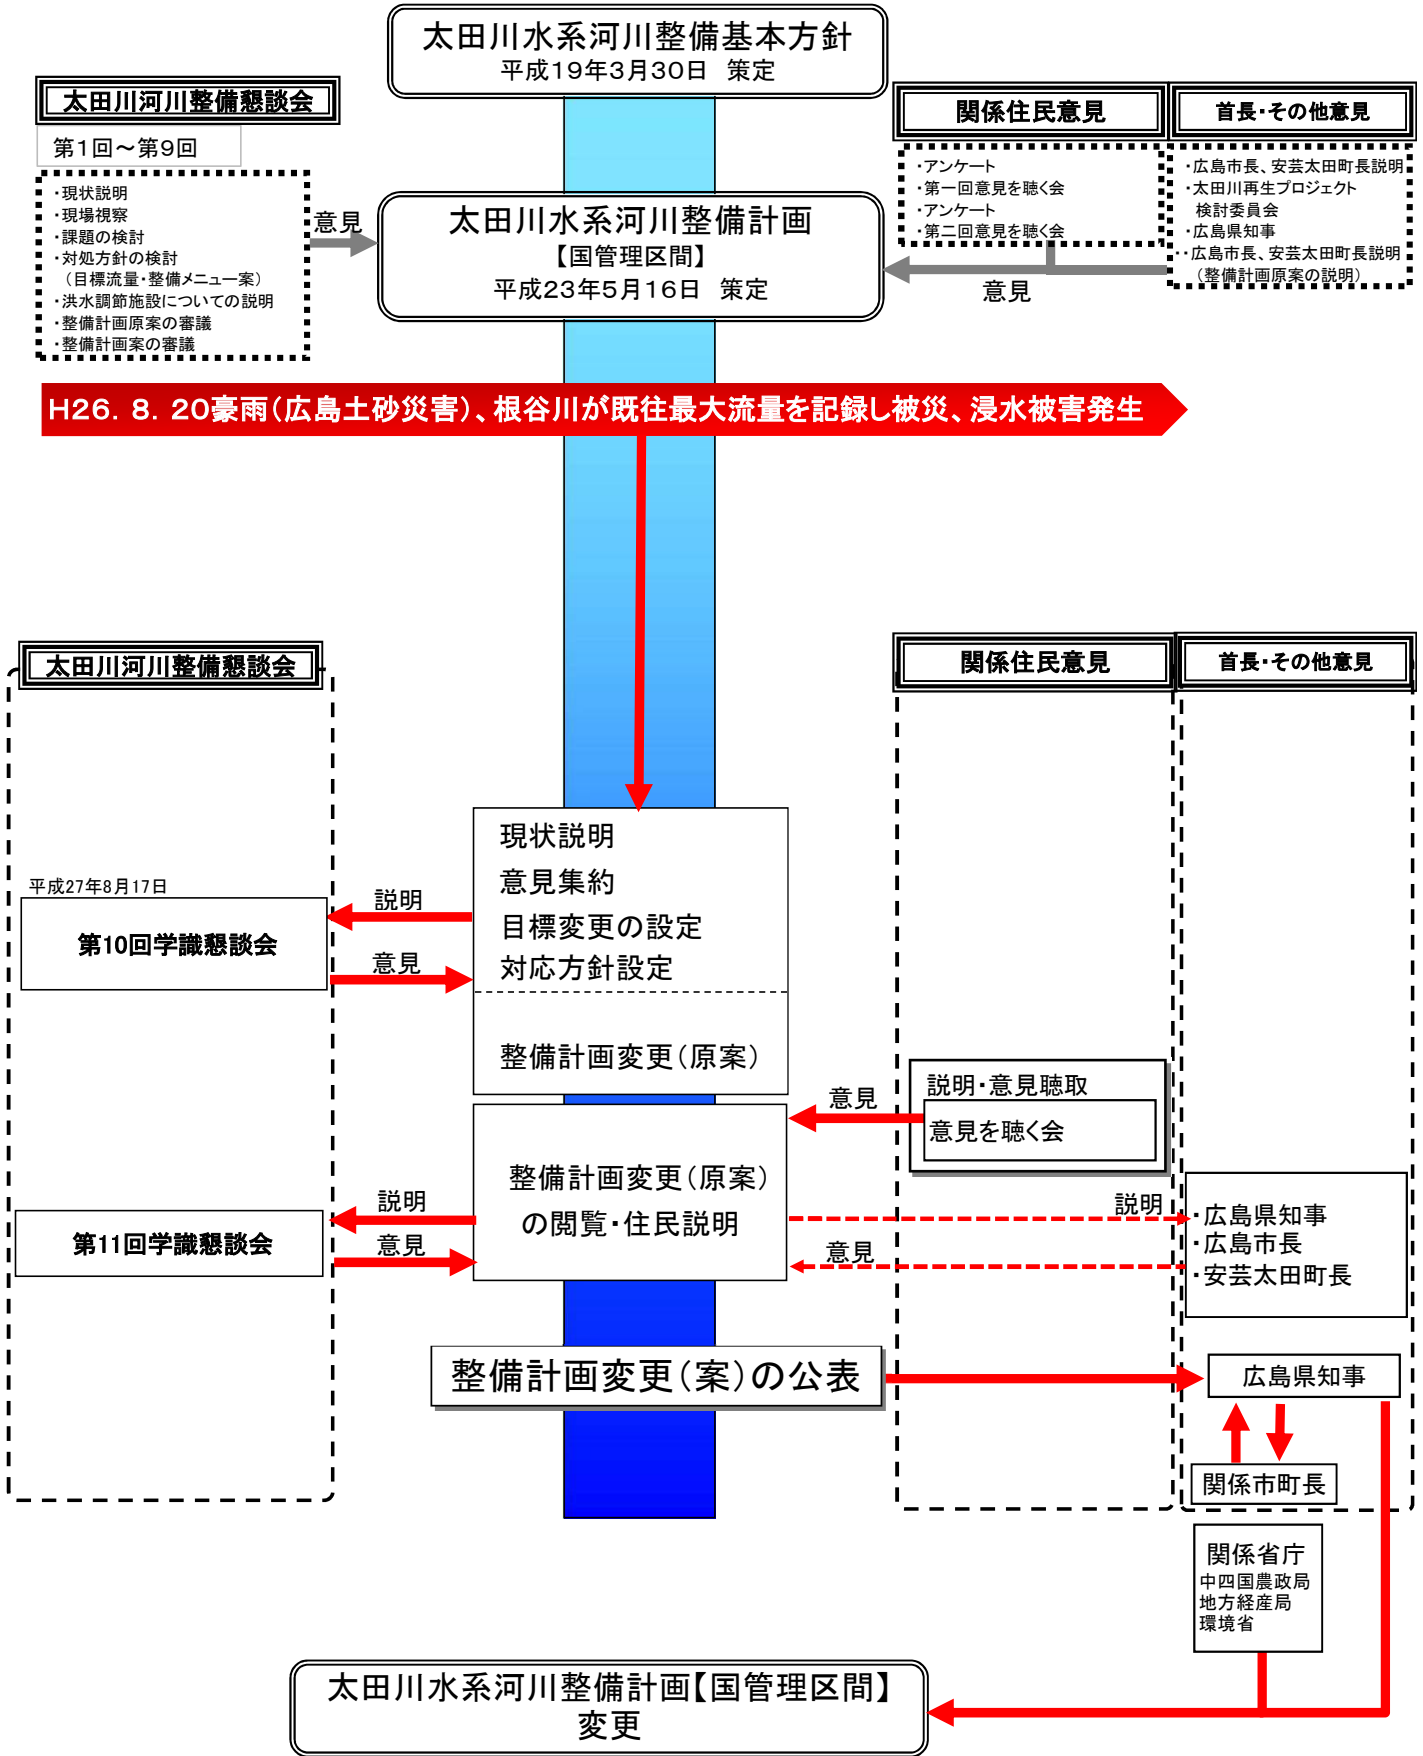 太田川水系河川整備基本方針
平成19年3月30日 策定
太田川河川整備懇談会
第1回～第9回
・現状説明
・現場視察
・課題の検討
・対処方針の検討
（目標流量・整備メニュー案）
・洪水調節施設についての説明
・整備計画原案の審議
・整備計画案の審議
意見
太田川水系河川整備計画
【国管理区間】
平成23年5月16日 策定
関係住民意見
・アンケート
・第一回意見を聴く会
・アンケート
・第二回意見を聴く会
首長・その他意見
・広島市長、安芸太田町長説明
・太田川再生プロジェクト
検討委員会
・広島県知事
・・広島市長、安芸太田町長説明
（整備計画原案の説明）
意見
H26. 8. 20豪雨（広島土砂災害）、根谷川が既往最大流量を記録し被災、浸水被害発生
太田川河川整備懇談会
関係住民意見
首長・その他意見
現状説明
意見集約
目標変更の設定
対応方針設定
整備計画変更（原案）
平成27年8月17日
第10回学識懇談会
説明
意見
説明・意見聴取
意見を聴く会
意見
整備計画変更（原案）
の閲覧・住民説明
説明
第11回学識懇談会
意見
説明
意見
・広島県知事
・広島市長
・安芸太田町長
整備計画変更（案）の公表
広島県知事
関係市町長
関係省庁
中四国農政局
地方経産局
環境省
太田川水系河川整備計画【国管理区間】
変更